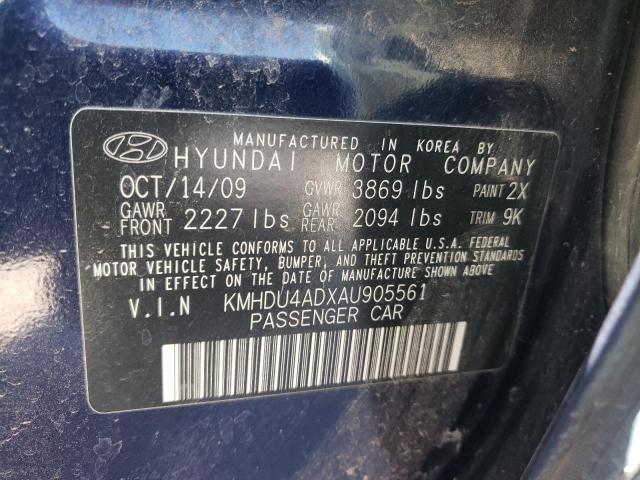 MANUFACTURED IN KOREA BY
HYUNDAI MOTOR COMPANY
OCT/14/09 GVWR 3869 lbs PAINT 2X
GAWR FRONT 2227 lbs GAWR REAR 2094 lbs TRIM 9K
THIS VEHICLE CONFORMS TO ALL APPLICABLE U.S.A. FEDERAL
MOTOR VEHICLE SAFETY, BUMPER, AND THEFT PREVENTION STANDARDS
IN EFFECT ON THE DATE OF MANUFACTURE SHOWN ABOVE
V.I.N KMHDU4ADXAU905561
PASSENGER CAR